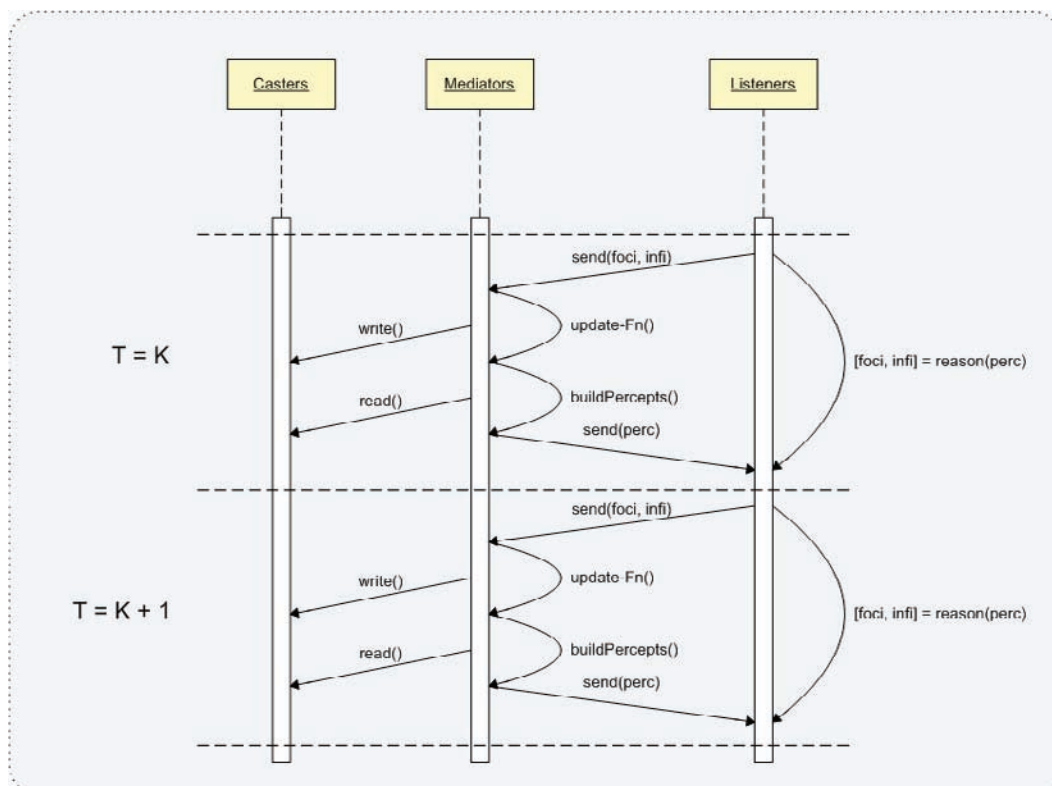 Casters
Mediators
Listeners
send(foci, infi)
write()
update-Fn()
T = K
[foci, infi] = reason(perc)
read()
buildPercepts()
send(perc)
send(foci, infi)
write()
update-Fn()
T = K + 1
[foci, infi] = reason(perc)
read()
buildPercepts()
send(perc)